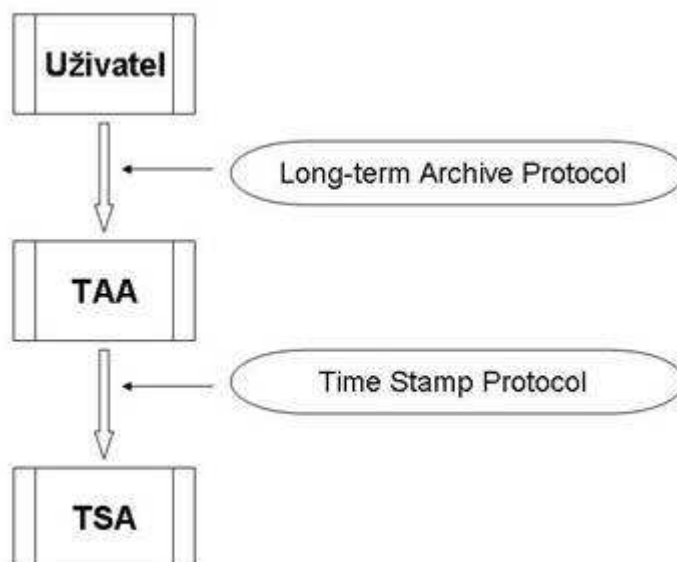 Uživatel
Long-term Archive Protocol
TAA
Time Stamp Protocol
TSA